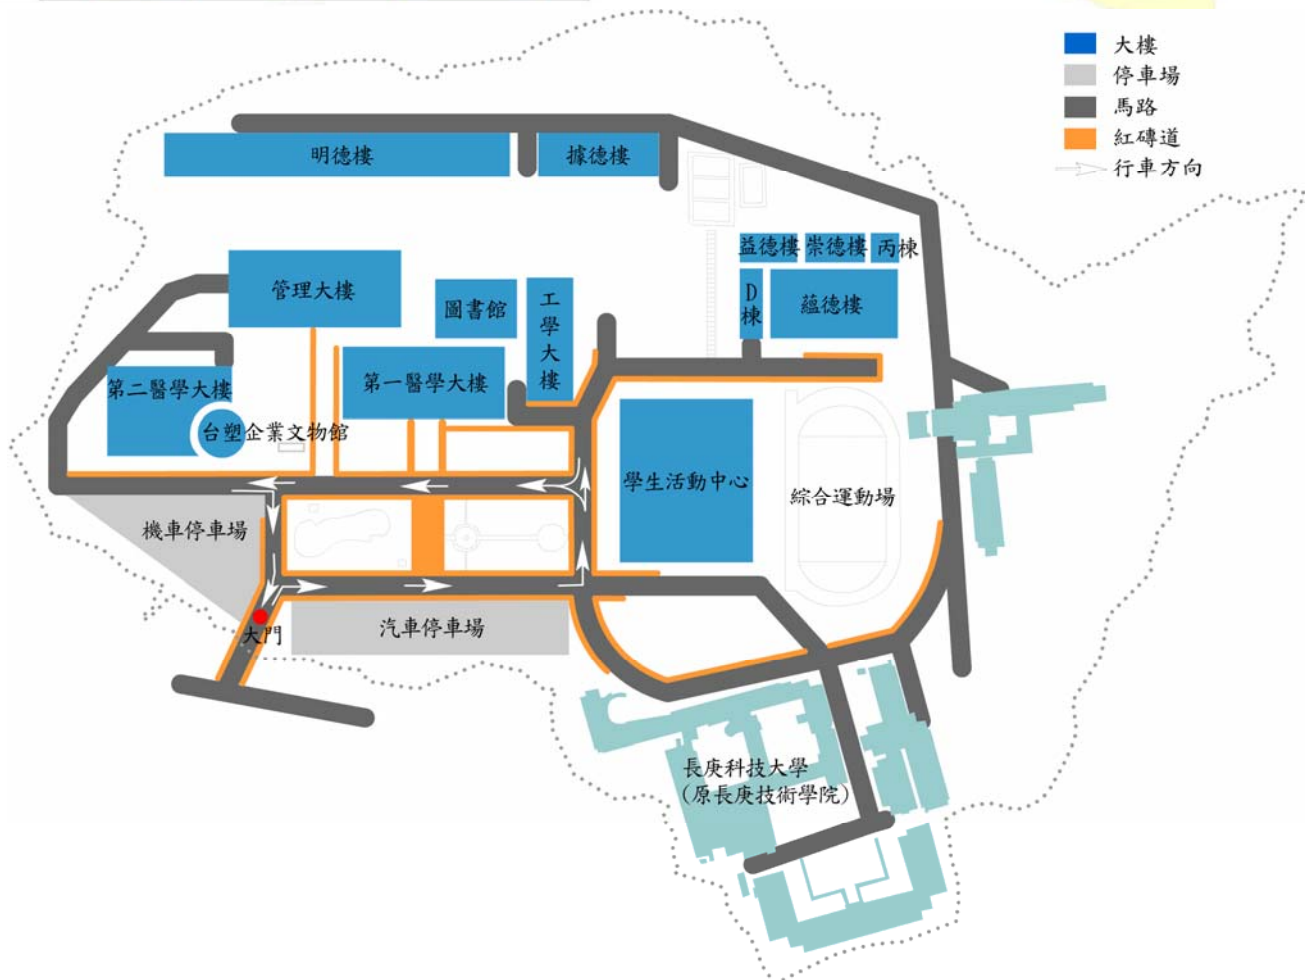 大樓
停車場
馬路
紅磚道
行車方向
明德樓
據德樓
益德樓
崇德樓
丙棟
管理大樓
圖書館
工學大樓
D棟
蘊德樓
第一醫學大樓
第二醫學大樓
台塑企業文物館
學生活動中心
綜合運動場
機車停車場
汽車停車場
大門
長庚科技大學
(原長庚技術學院)